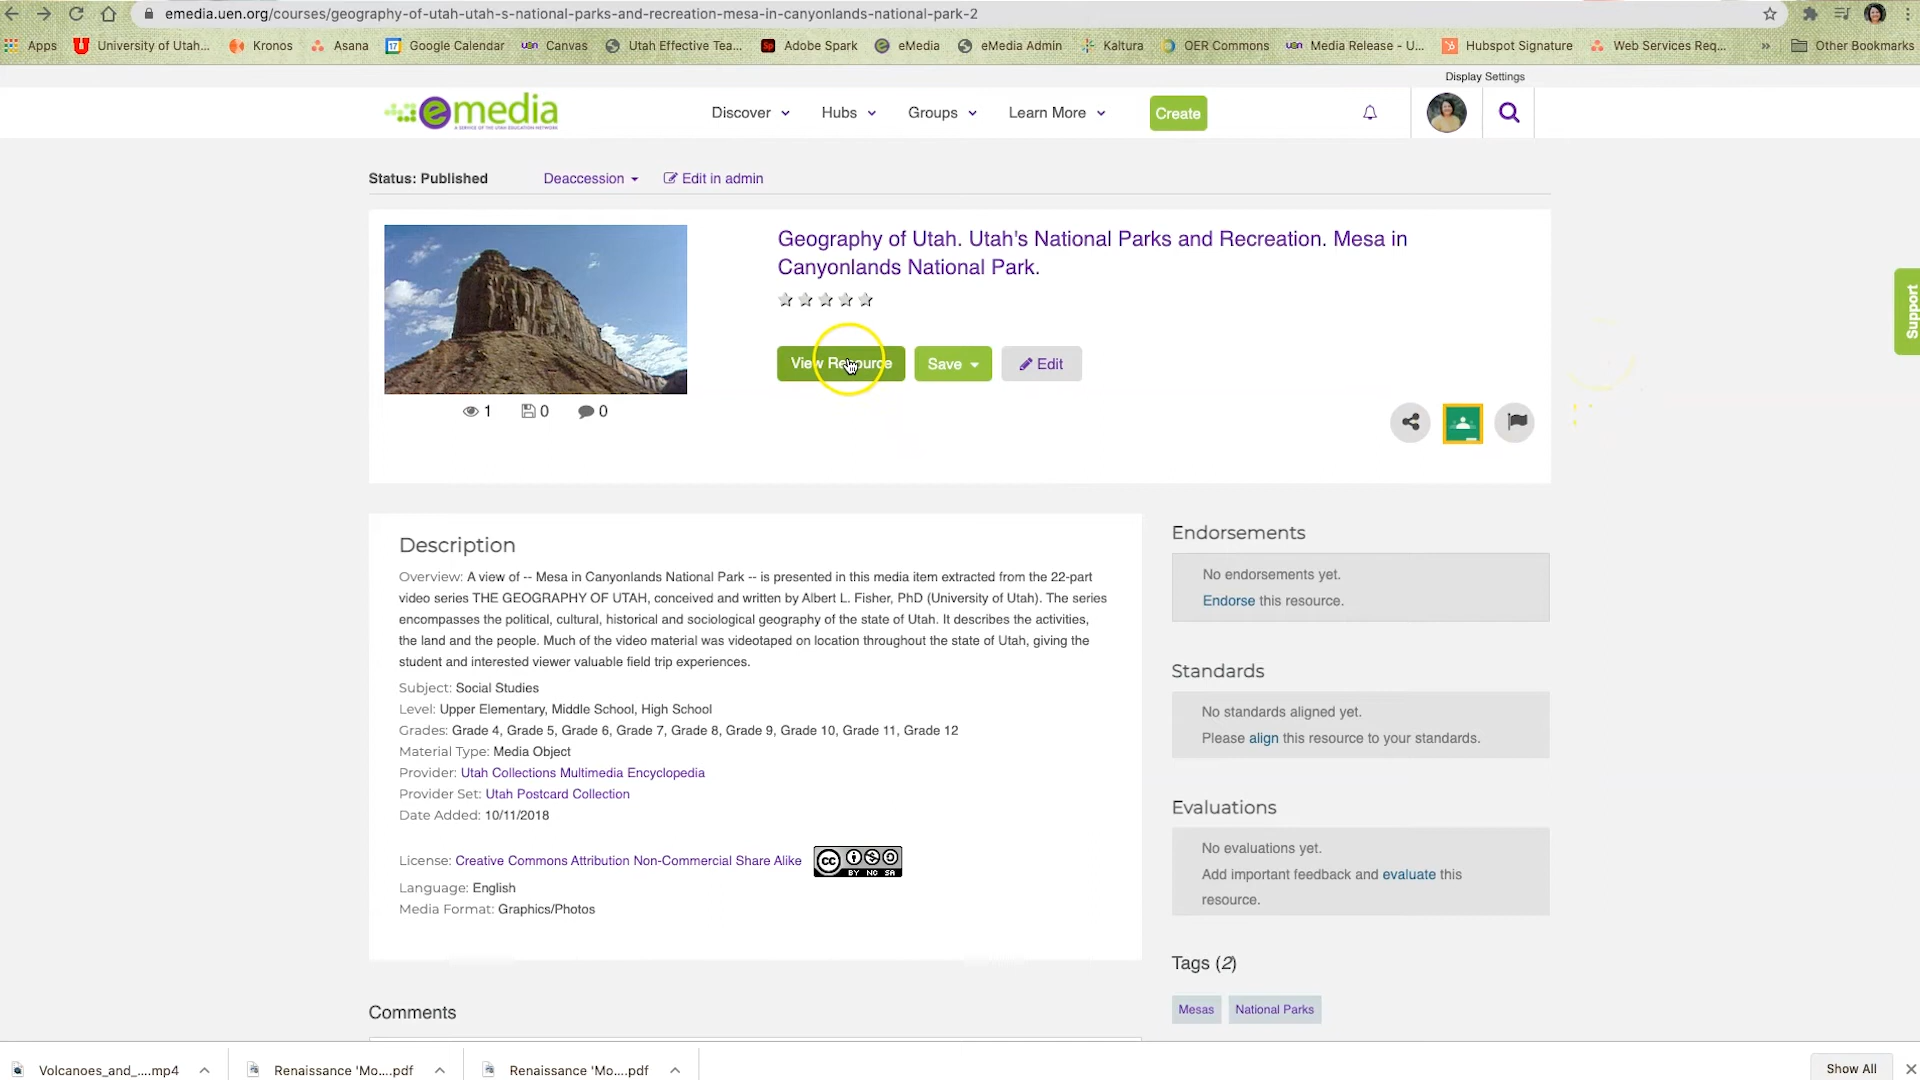 emedia.uen.org/courses/geography-of-utah-utah-s-national-parks-and-recreation-mesa-in-canyonlands-national-park-2
Apps University of Utah... Kronos Asana Google Calendar Canvas Utah Effective Tea... Adobe Spark eMedia eMedia Admin Kaltura OER Commons Media Release - U... Hubspot Signature Web Services Req... » Other Bookmarks
Display Settings
emedia
A SERVICE OF THE UTAH EDUCATION NETWORK
Discover Hubs Groups Learn More Create
Status: Published Deaccession Edit in admin
Geography of Utah. Utah's National Parks and Recreation. Mesa in
Canyonlands National Park.
View Resource Save Edit
1 0 0
Support
Description
Overview: A view of -- Mesa in Canyonlands National Park -- is presented in this media item extracted from the 22-part
video series THE GEOGRAPHY OF UTAH, conceived and written by Albert L. Fisher, PhD (University of Utah). The series
encompasses the political, cultural, historical and sociological geography of the state of Utah. It describes the activities,
the land and the people. Much of the video material was videotaped on location throughout the state of Utah, giving the
student and interested viewer valuable field trip experiences.
Subject: Social Studies
Level: Upper Elementary, Middle School, High School
Grades: Grade 4, Grade 5, Grade 6, Grade 7, Grade 8, Grade 9, Grade 10, Grade 11, Grade 12
Material Type: Media Object
Provider: Utah Collections Multimedia Encyclopedia
Provider Set: Utah Postcard Collection
Date Added: 10/11/2018
License: Creative Commons Attribution Non-Commercial Share Alike
cc BY NC SA
Language: English
Media Format: Graphics/Photos
Endorsements
No endorsements yet.
Endorse this resource.
Standards
No standards aligned yet.
Please align this resource to your standards.
Evaluations
No evaluations yet.
Add important feedback and evaluate this
resource.
Tags (2)
Mesas National Parks
Comments
Volcanoes_and_....mp4 Renaissance 'Mo....pdf Renaissance 'Mo....pdf Show All